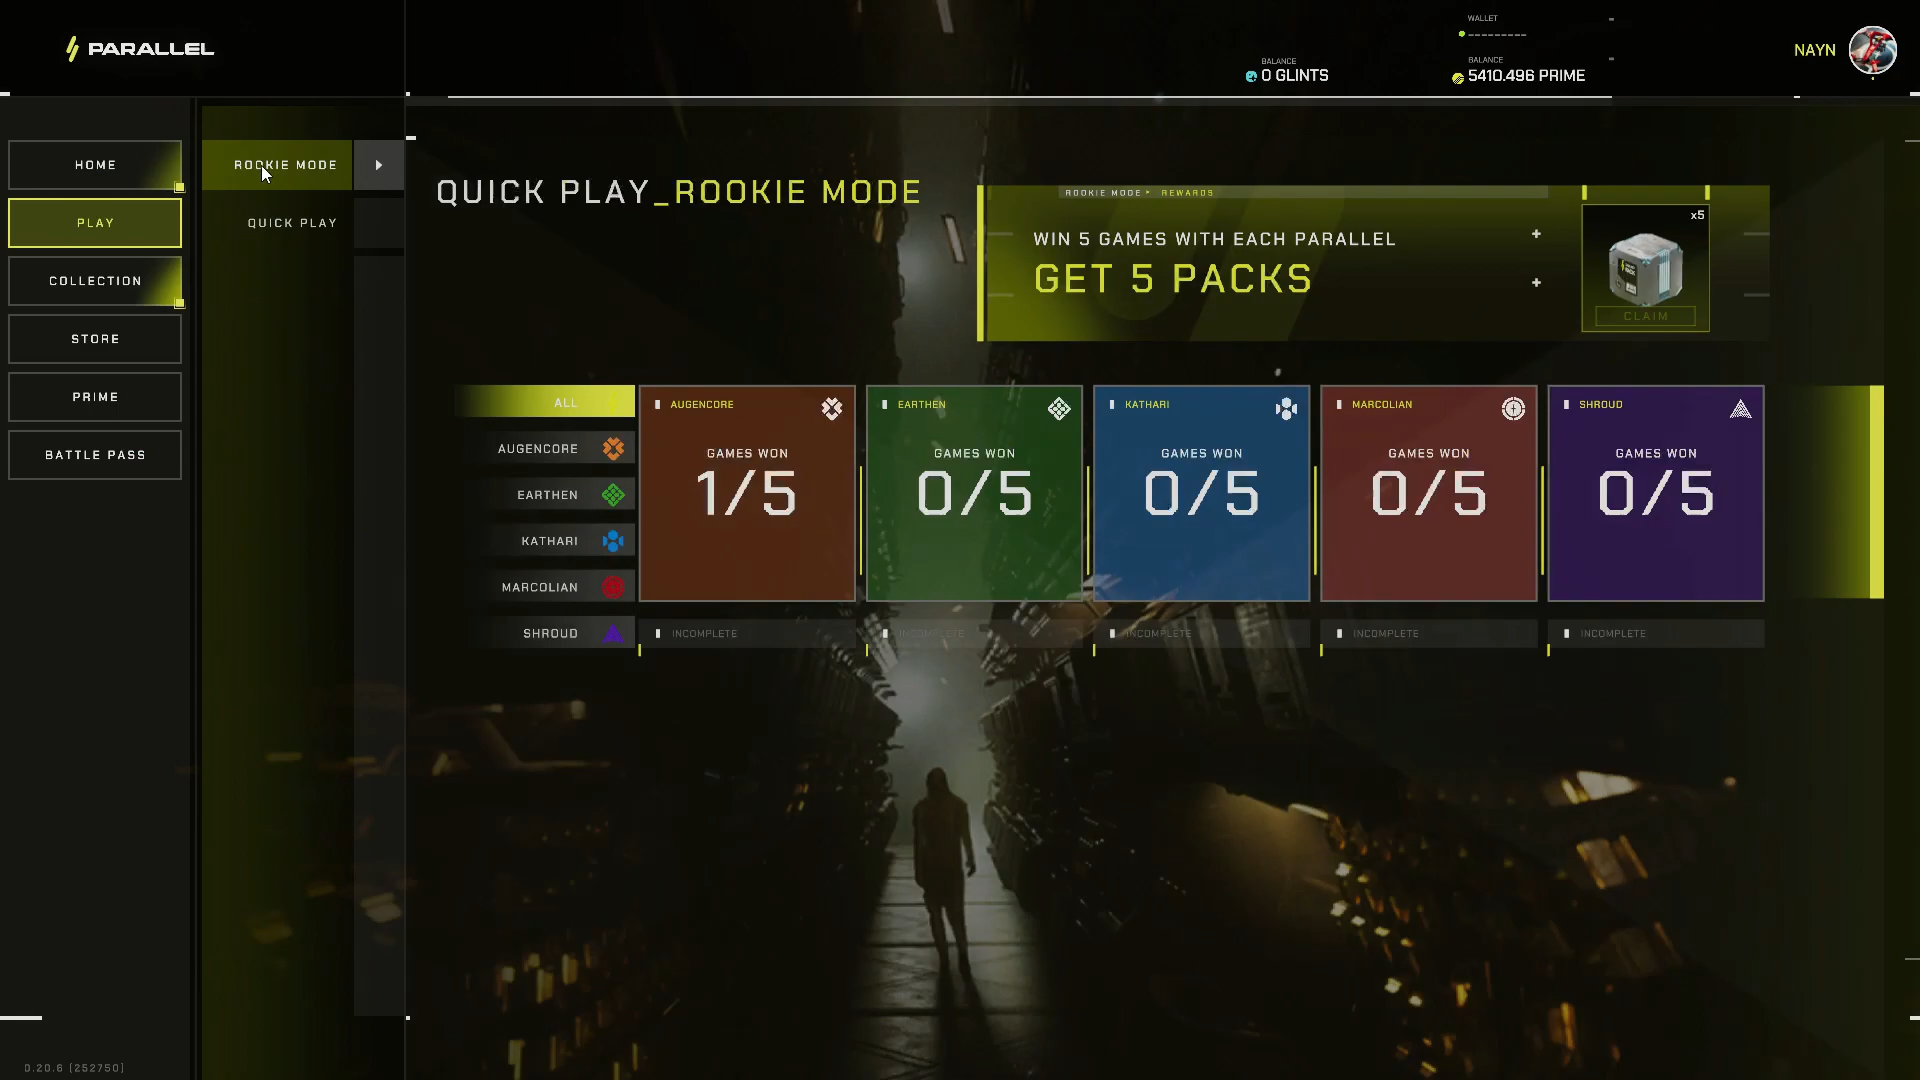 PARALLEL
WALLET
---------
BALANCE
0 GLINTS
BALANCE
5410.496 PRIME
NAYN
HOME
PLAY
COLLECTION
STORE
PRIME
BATTLE PASS
ROOKIE MODE
QUICK PLAY
QUICK PLAY_ROOKIE MODE
ROOKIE MODE > REWARDS
WIN 5 GAMES WITH EACH PARALLEL
GET 5 PACKS
x5
CLAIM
ALL
AUGENCORE
EARTHEN
KATHARI
MARCOLIAN
SHROUD
AUGENCORE
GAMES WON
1/5
INCOMPLETE
EARTHEN
GAMES WON
0/5
INCOMPLETE
KATHARI
GAMES WON
0/5
INCOMPLETE
MARCOLIAN
GAMES WON
0/5
INCOMPLETE
SHROUD
GAMES WON
0/5
INCOMPLETE
0.20.6 [252750]